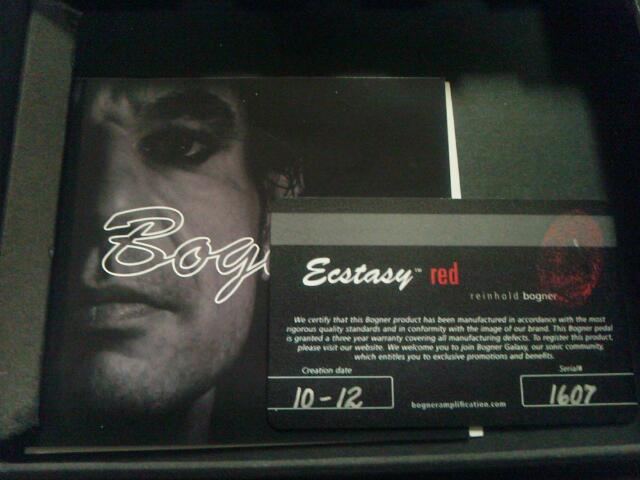 Bog
Ecstasy™ red
reinhold bogner
We certify that this Bogner product has been manufactured in accordance with the most
rigorous quality standards and in conformity with the image of our brand. This Bogner pedal
is granted a three year warranty covering all manufacturing defects. To register this product,
please visit our website. We welcome you to join Bogner Galaxy, our sonic community,
which entitles you to exclusive promotions and benefits.
Creation date
Serial#
10-12
bogneramplification.com
1607